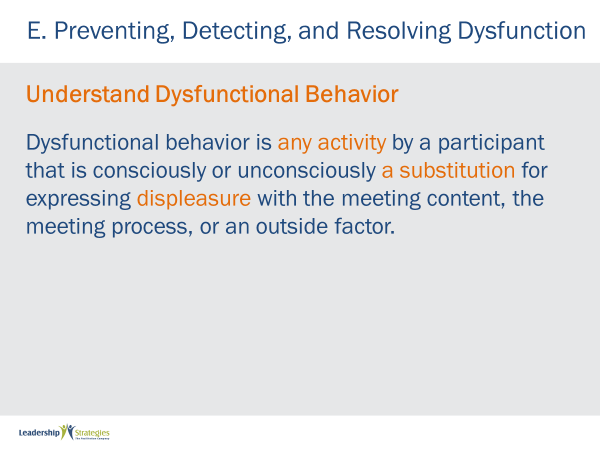 E. Preventing, Detecting, and Resolving Dysfunction
Understand Dysfunctional Behavior
Dysfunctional behavior is any activity by a participant
that is consciously or unconsciously a substitution for
expressing displeasure with the meeting content, the
meeting process, or an outside factor.
Leadership Strategies
The Facilitation Company